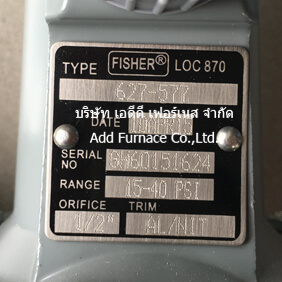 TYPE FISHER® LOC 870
627-577
บริษัท เอดีดี เฟอร์เนส จำกัด
DATE
Add Furnace Co.,Ltd.
SERIAL NO
RANGE 15-40 PSI
ORIFICE TRIM
1/2" AL/NIT